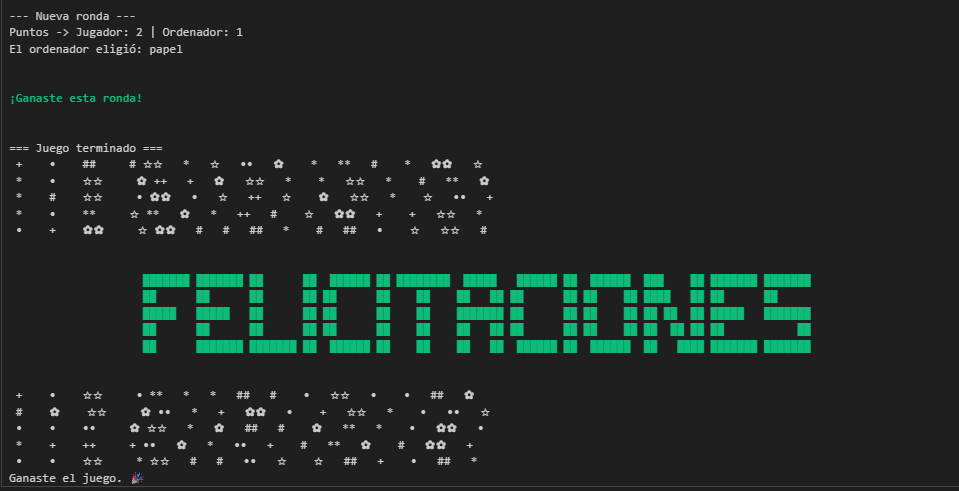 --- Nueva ronda ---
Puntos -> Jugador: 2 | Ordenador: 1
El ordenador eligió: papel
¡Ganaste esta ronda!
=== Juego terminado ===
+ • ## # ☆☆ * ☆ •• ✿ * ** # * ✿✿ ☆
* • ☆☆ ✿ ++ + ✿ ☆☆ * * ☆☆ * # ** ✿
* # ☆☆ • ✿✿ • ☆ ++ ☆ ✿ ☆☆ * ☆ •• +
* • ** ☆ ** ✿ * ++ # ☆ ✿✿ + + ☆☆ *
• + ✿✿ ☆ ✿✿ # # ## * # ## • ☆ ☆☆ #
FELICITACIONES
+ • ☆☆ • ** * * ## # • ☆☆ • • ## ✿
# ✿ ☆☆ ✿ •• * + ✿✿ • + ☆☆ * • •• ☆
• • •• ✿ ☆☆ * ✿ ## # ✿ ** * • ✿✿ •
* + ++ + •• ✿ * •• + # ** ✿ # ✿✿ +
• • ☆☆ * ☆☆ # # •• ☆ ☆ ## + • ## *
Ganaste el juego. 🎉